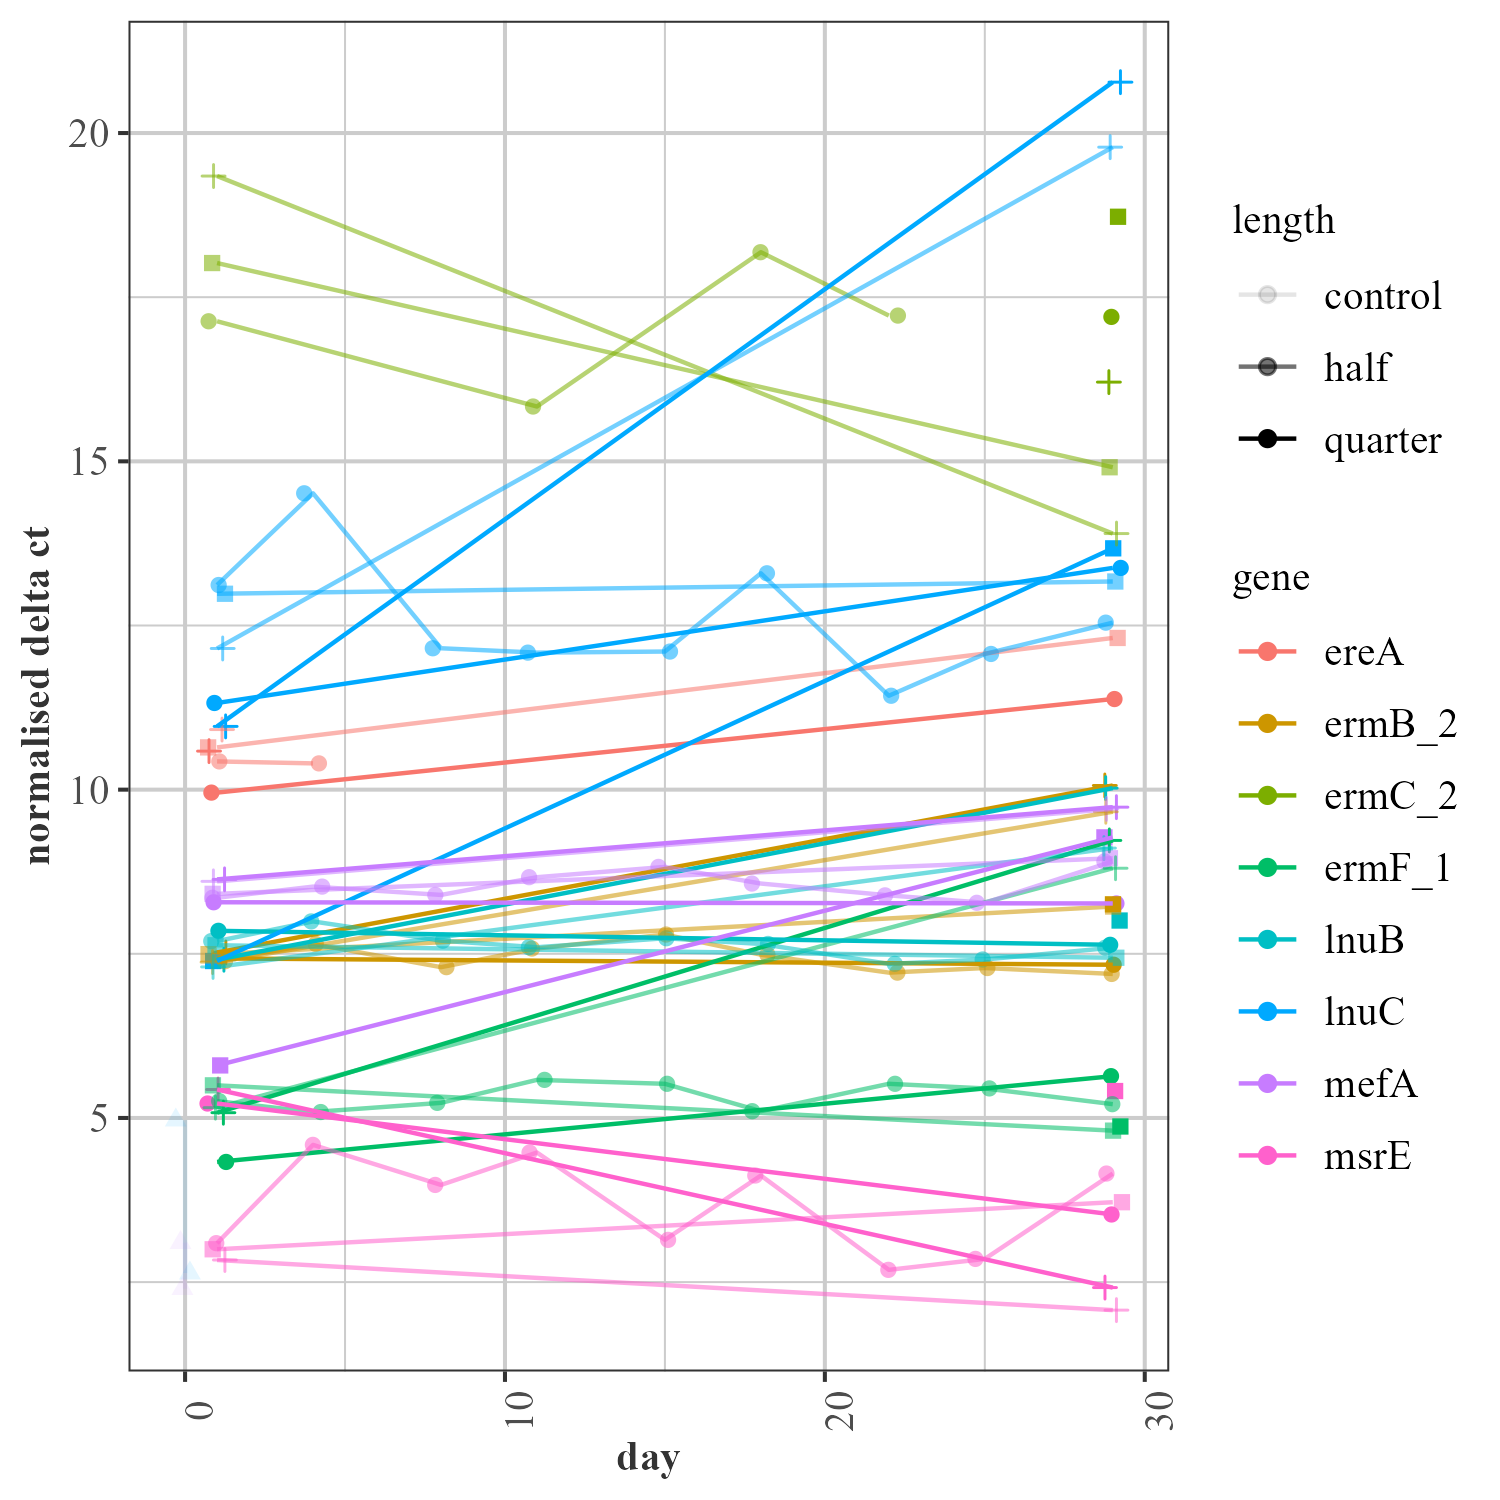 normalised delta ct
20
15
10
5
0
10
20
30
day
length
control
half
quarter
gene
ereA
ermB_2
ermC_2
ermF_1
lnuB
lnuC
mefA
msrE